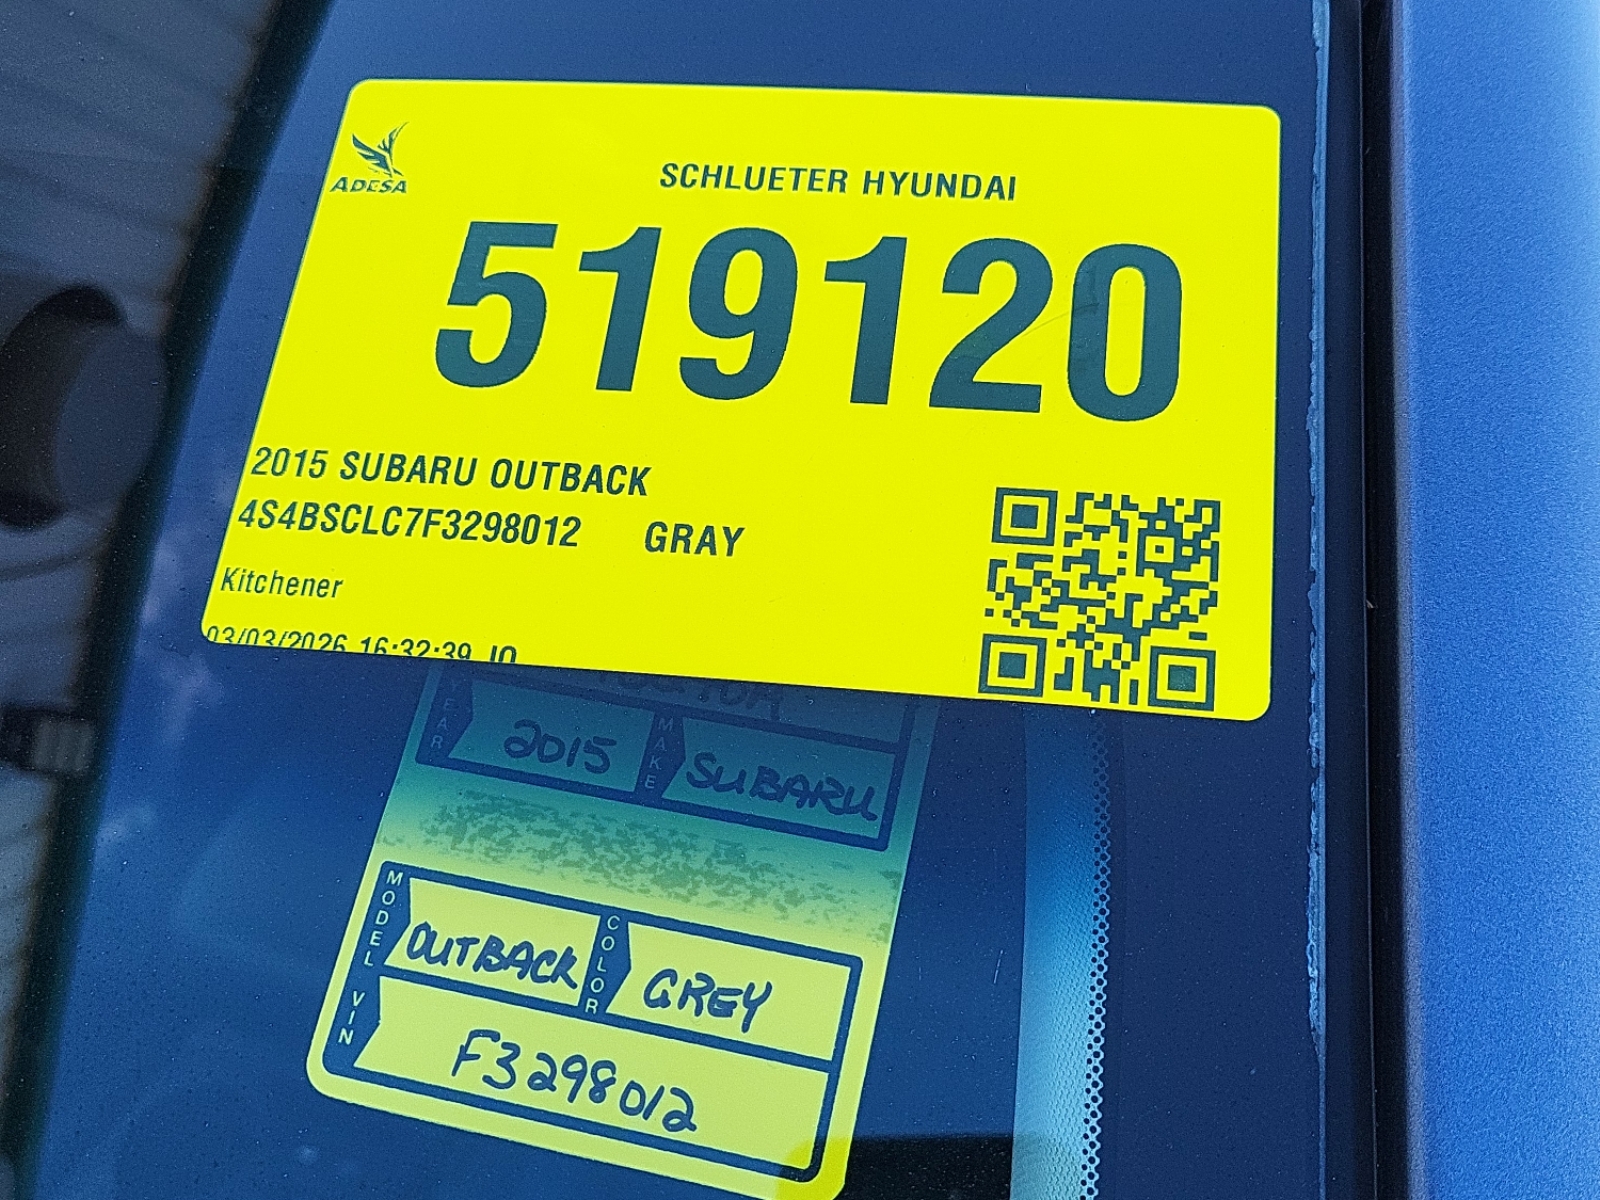 ADESA
SCHLUETER HYUNDAI
519120
2015 SUBARU OUTBACK
4S4BSCLC7F3298012 GRAY
Kitchener
03/03/2026 16:32:39 JO
YEAR 2015 MAKE SUBARU
MODEL OUTBACK COLOR GREY
VIN F3298012